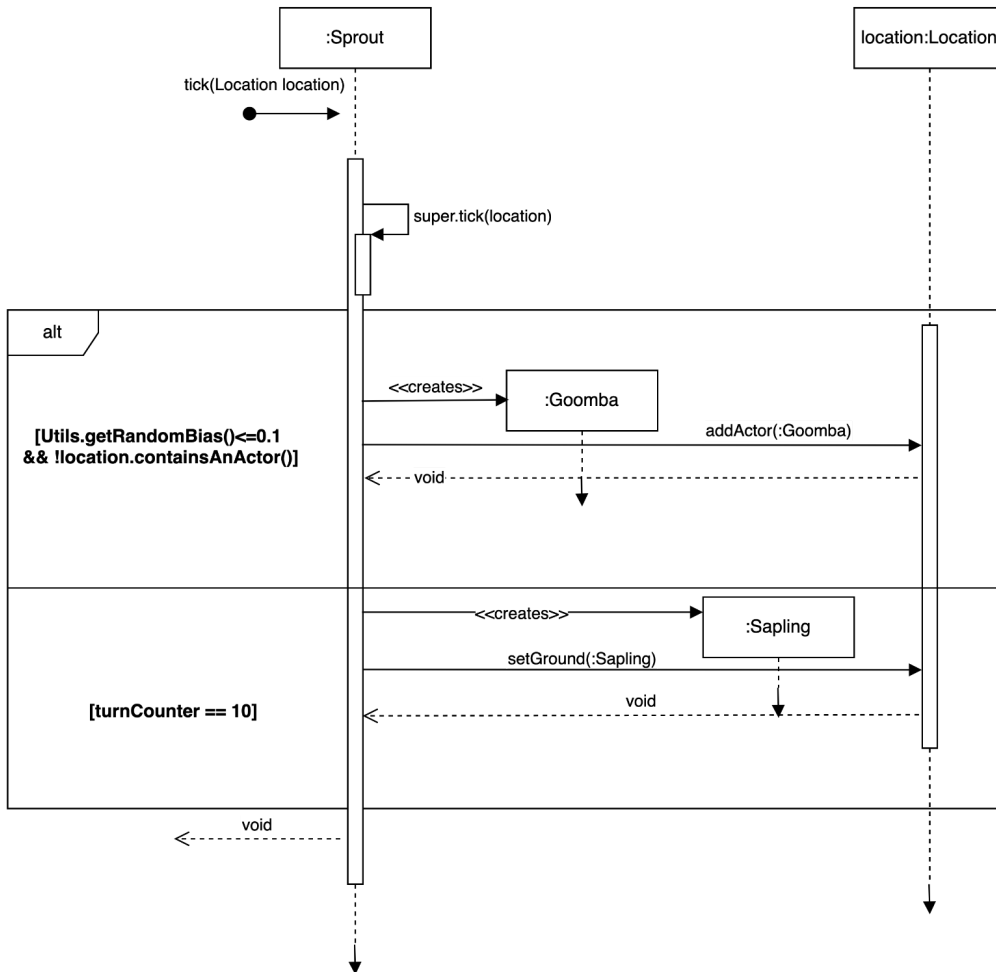 :Sprout
location:Location
tick(Location location)
super.tick(location)
alt
<<creates>>
:Goomba
[Utils.getRandomBias()<=0.1
&& !location.containsAnActor()]
addActor(:Goomba)
void
<<creates>>
:Sapling
setGround(:Sapling)
[turnCounter == 10]
void
void